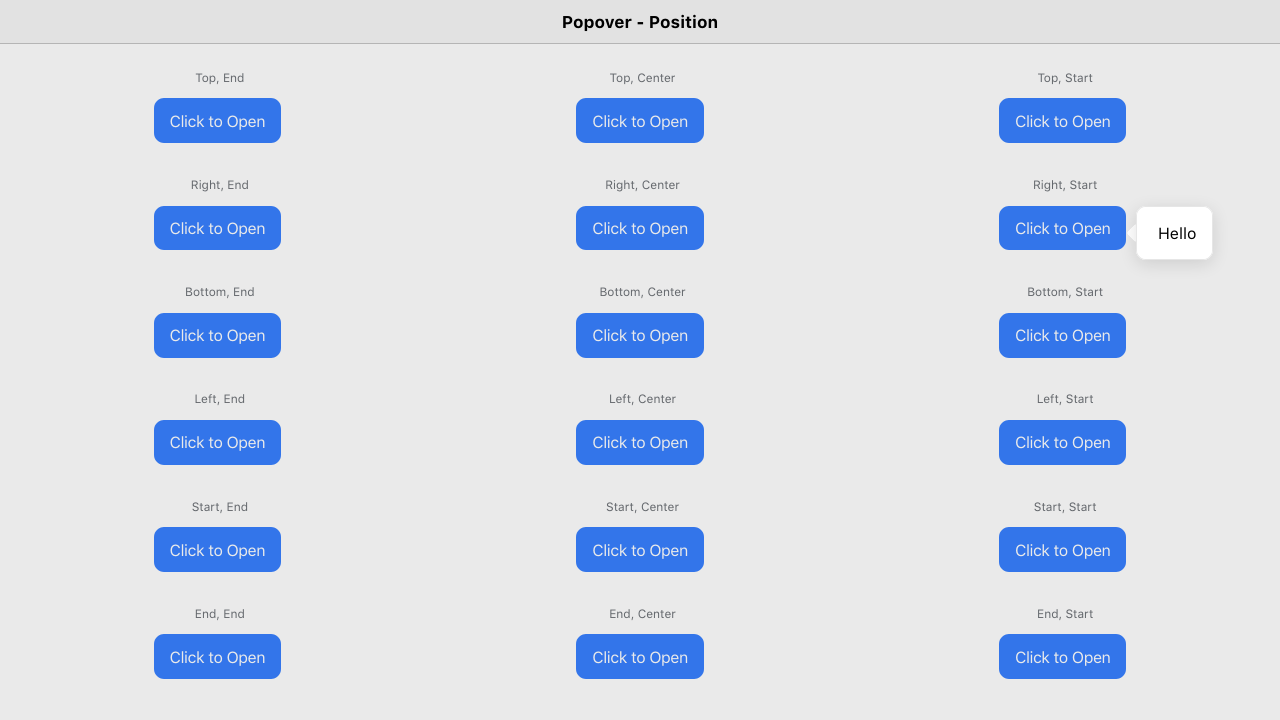 Popover - Position
Top, End
Top, Center
Top, Start
Click to Open
Click to Open
Click to Open
Right, End
Right, Center
Right, Start
Click to Open
Click to Open
Click to Open
Hello
Bottom, End
Bottom, Center
Bottom, Start
Click to Open
Click to Open
Click to Open
Left, End
Left, Center
Left, Start
Click to Open
Click to Open
Click to Open
Start, End
Start, Center
Start, Start
Click to Open
Click to Open
Click to Open
End, End
End, Center
End, Start
Click to Open
Click to Open
Click to Open